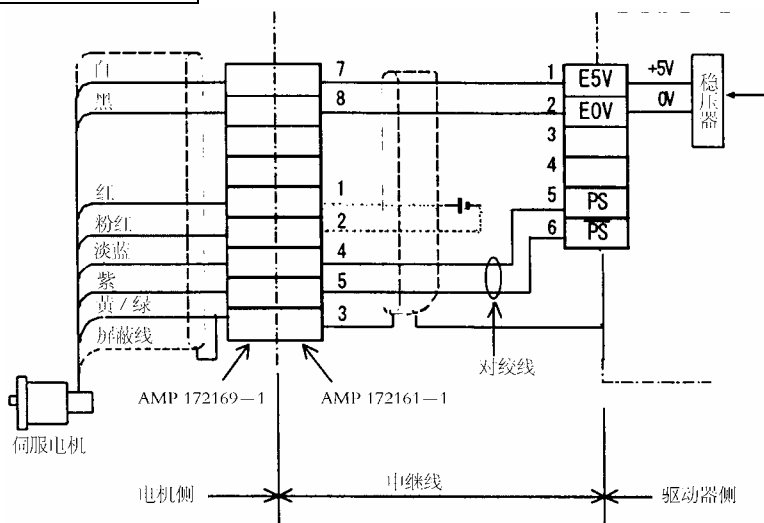 白 7 1 E5V +5V
黑 8 2 E0V 0V
稳压器
3
4
红 1 5 PS
粉红 2 6 PS
淡蓝 4
紫 5
黄/绿 3
屏蔽线
对绞线
AMP 172169-1 AMP 172161-1
伺服电机
电机侧 中继线 驱动器侧